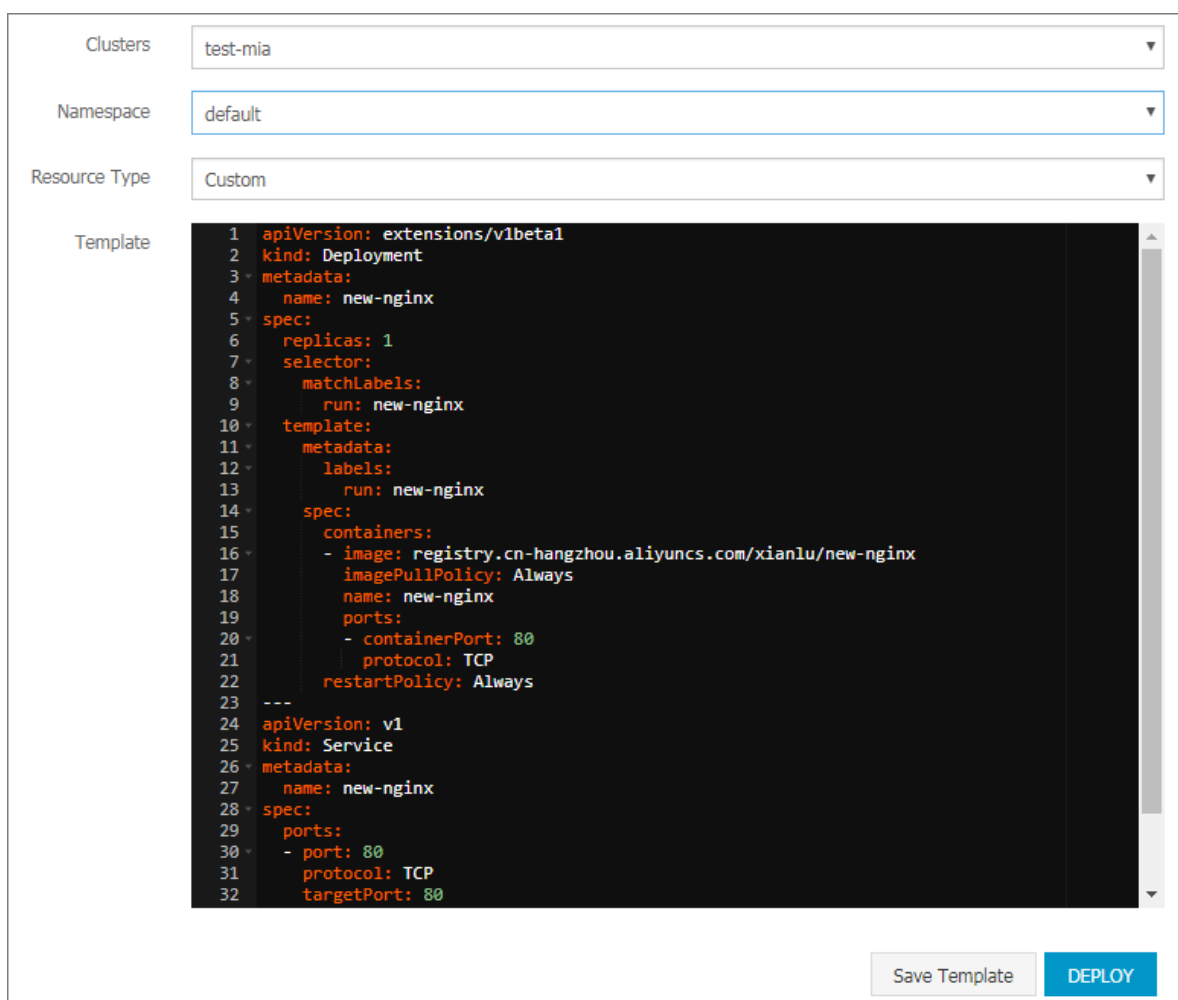 Clusters test-mia
Namespace default
Resource Type Custom
Template
1 apiVersion: extensions/v1beta1
2 kind: Deployment
3 metadata:
4   name: new-nginx
5 spec:
6   replicas: 1
7   selector:
8     matchLabels:
9       run: new-nginx
10   template:
11     metadata:
12       labels:
13         run: new-nginx
14     spec:
15       containers:
16       - image: registry.cn-hangzhou.aliyuncs.com/xianlu/new-nginx
17         imagePullPolicy: Always
18         name: new-nginx
19         ports:
20         - containerPort: 80
21           protocol: TCP
22       restartPolicy: Always
23 ---
24 apiVersion: v1
25 kind: Service
26 metadata:
27   name: new-nginx
28 spec:
29   ports:
30   - port: 80
31     protocol: TCP
32     targetPort: 80
Save Template DEPLOY